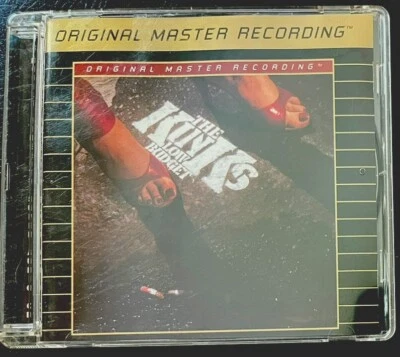 ORIGINAL MASTER RECORDING™
ORIGINAL MASTER RECORDING™
THE
KINKS
LOW
BUDGET